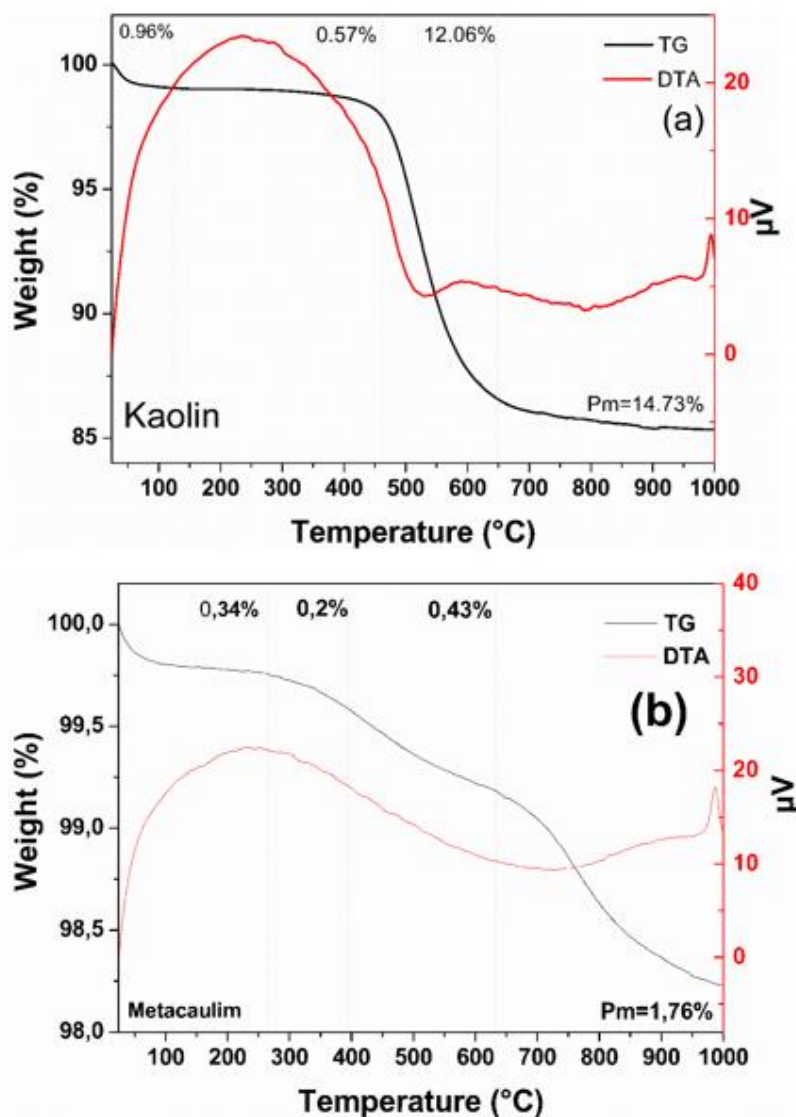 0.96% 0.57% 12.06%
TG
DTA
(a)
100
95
90
85
Weight (%)
20
10
0
µV
Kaolin
Pm=14.73%
100 200 300 400 500 600 700 800 900 1000
Temperature (°C)
0,34% 0,2% 0,43%
TG
DTA
(b)
100,0
99,5
99,0
98,5
98,0
Weight (%)
40
30
20
10
0
µV
Metacaulim
Pm=1,76%
100 200 300 400 500 600 700 800 900 1000
Temperature (°C)